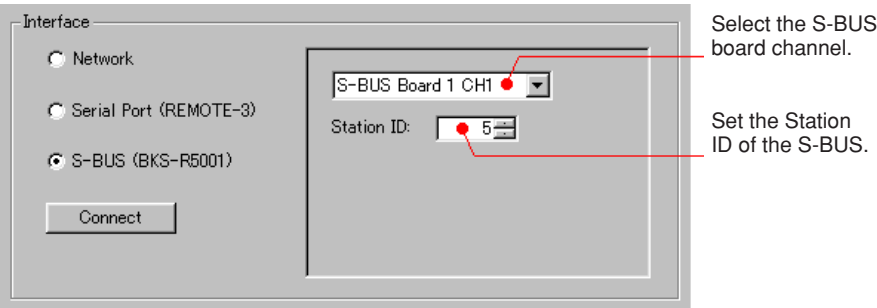 Interface
Network
Serial Port (REMOTE-3)
S-BUS (BKS-R5001)
Connect
S-BUS Board 1 CH1
Station ID: 5
Select the S-BUS
board channel.
Set the Station
ID of the S-BUS.